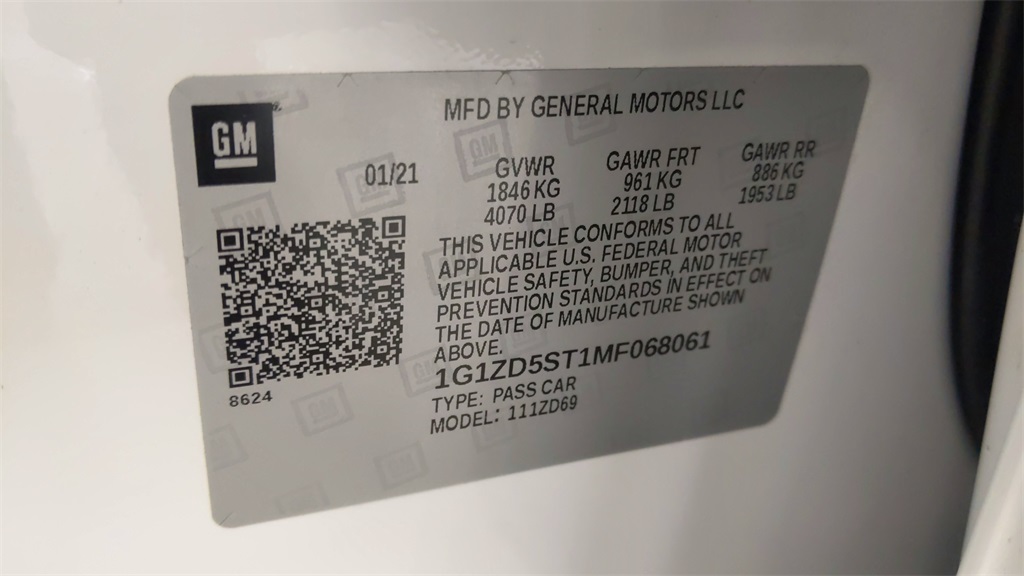 MFD BY GENERAL MOTORS LLC
GM
01/21
GVWR GAWR FRT GAWR RR
1846 KG 961 KG 886 KG
4070 LB 2118 LB 1953 LB
THIS VEHICLE CONFORMS TO ALL
APPLICABLE U.S. FEDERAL MOTOR
VEHICLE SAFETY, BUMPER, AND THEFT
PREVENTION STANDARDS IN EFFECT ON
THE DATE OF MANUFACTURE SHOWN
ABOVE.
1G1ZD5ST1MF068061
8624
TYPE: PASS CAR
MODEL: 111ZD69